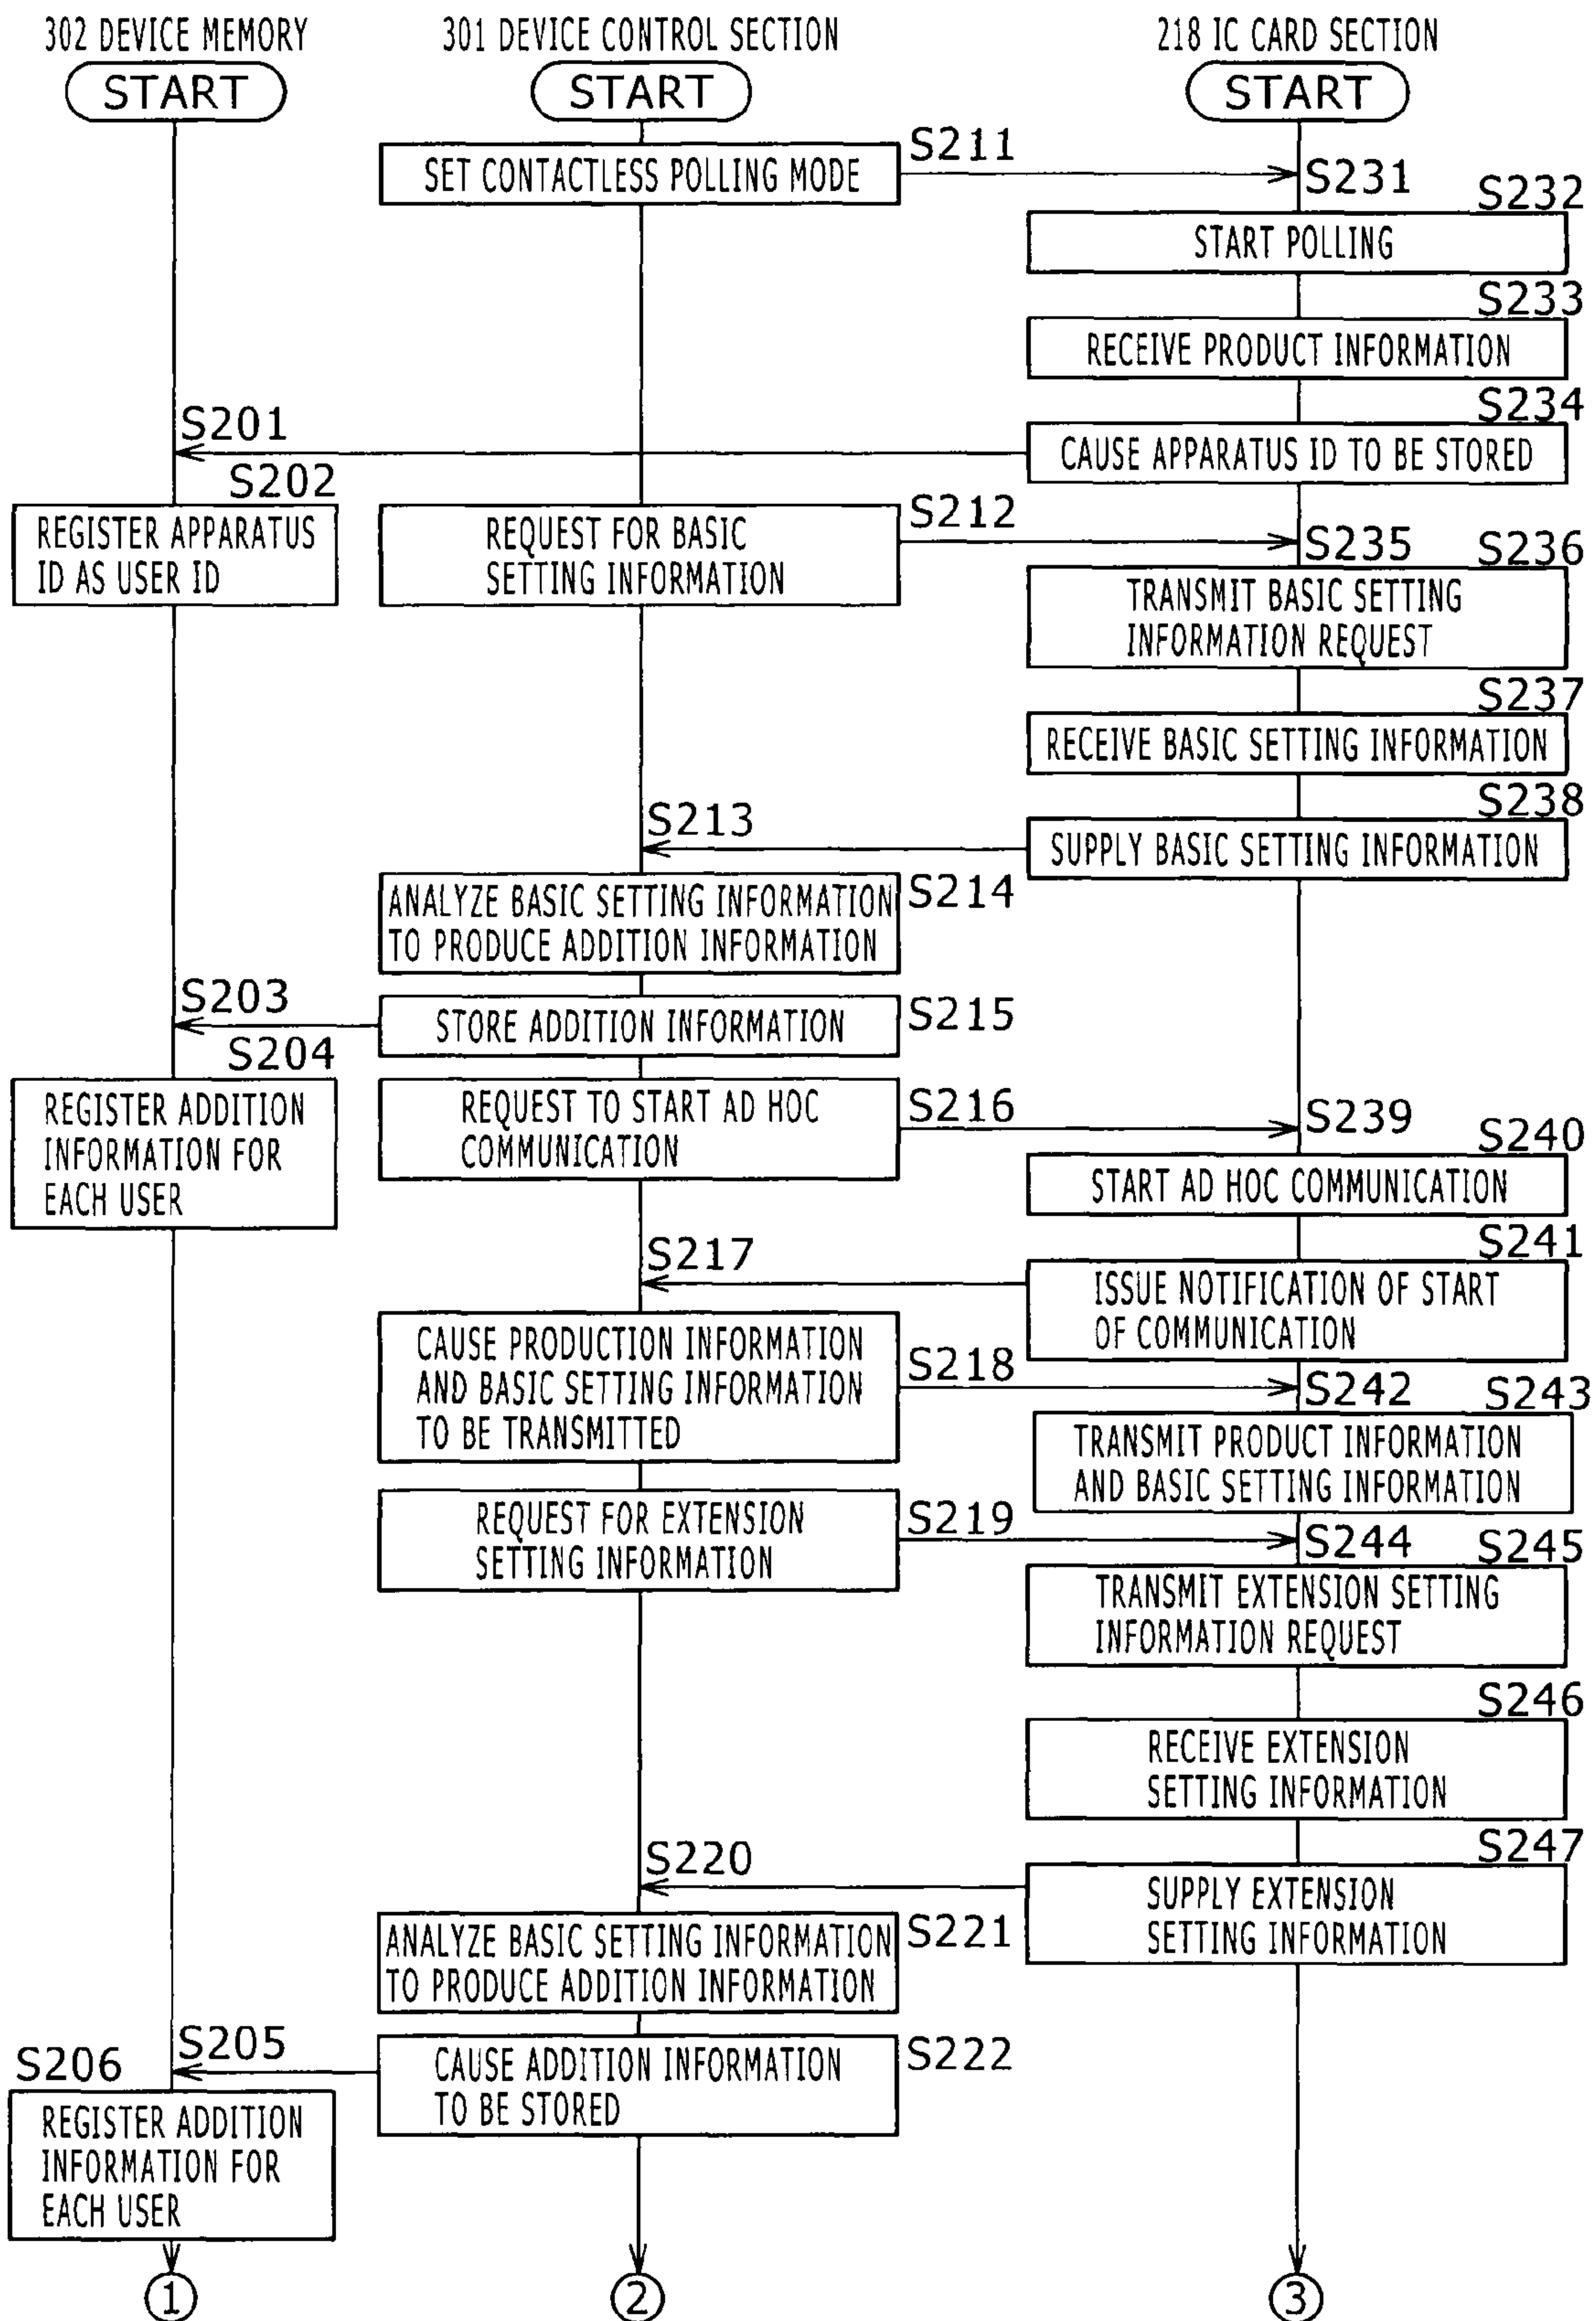 302 DEVICE MEMORY
301 DEVICE CONTROL SECTION
218 IC CARD SECTION
START
START
START
SET CONTACTLESS POLLING MODE
S211
S231
S232
START POLLING
S233
RECEIVE PRODUCT INFORMATION
S234
CAUSE APPARATUS ID TO BE STORED
S201
S202
REGISTER APPARATUS
ID AS USER ID
REQUEST FOR BASIC
SETTING INFORMATION
S212
S235
S236
TRANSMIT BASIC SETTING
INFORMATION REQUEST
S237
RECEIVE BASIC SETTING INFORMATION
S238
SUPPLY BASIC SETTING INFORMATION
S213
ANALYZE BASIC SETTING INFORMATION
TO PRODUCE ADDITION INFORMATION
S214
S203
STORE ADDITION INFORMATION
S215
S204
REGISTER ADDITION
INFORMATION FOR
EACH USER
REQUEST TO START AD HOC
COMMUNICATION
S216
S239
S240
START AD HOC COMMUNICATION
S241
ISSUE NOTIFICATION OF START
OF COMMUNICATION
S217
CAUSE PRODUCTION INFORMATION
AND BASIC SETTING INFORMATION
TO BE TRANSMITTED
S218
S242
S243
TRANSMIT PRODUCT INFORMATION
AND BASIC SETTING INFORMATION
REQUEST FOR EXTENSION
SETTING INFORMATION
S219
S244
S245
TRANSMIT EXTENSION SETTING
INFORMATION REQUEST
S246
RECEIVE EXTENSION
SETTING INFORMATION
S247
SUPPLY EXTENSION
SETTING INFORMATION
S220
ANALYZE BASIC SETTING INFORMATION
TO PRODUCE ADDITION INFORMATION
S221
S205
CAUSE ADDITION INFORMATION
TO BE STORED
S222
S206
REGISTER ADDITION
INFORMATION FOR
EACH USER
1
2
3